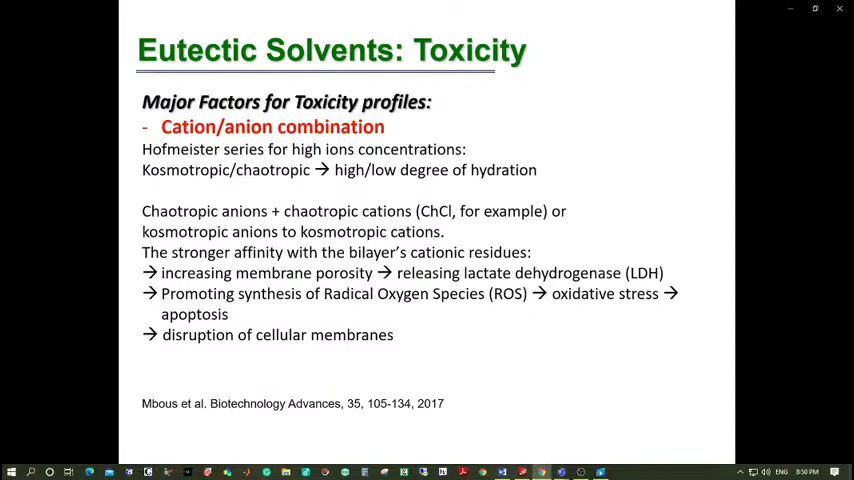 Eutectic Solvents: Toxicity
Major Factors for Toxicity profiles:
- Cation/anion combination
Hofmeister series for high ions concentrations:
Kosmotropic/chaotropic → high/low degree of hydration
Chaotropic anions + chaotropic cations (ChCl, for example) or
kosmotropic anions to kosmotropic cations.
The stronger affinity with the bilayer's cationic residues:
→ increasing membrane porosity → releasing lactate dehydrogenase (LDH)
→ Promoting synthesis of Radical Oxygen Species (ROS) → oxidative stress →
apoptosis
→ disruption of cellular membranes
Mbous et al. Biotechnology Advances, 35, 105-134, 2017
ENG 8:50 PM